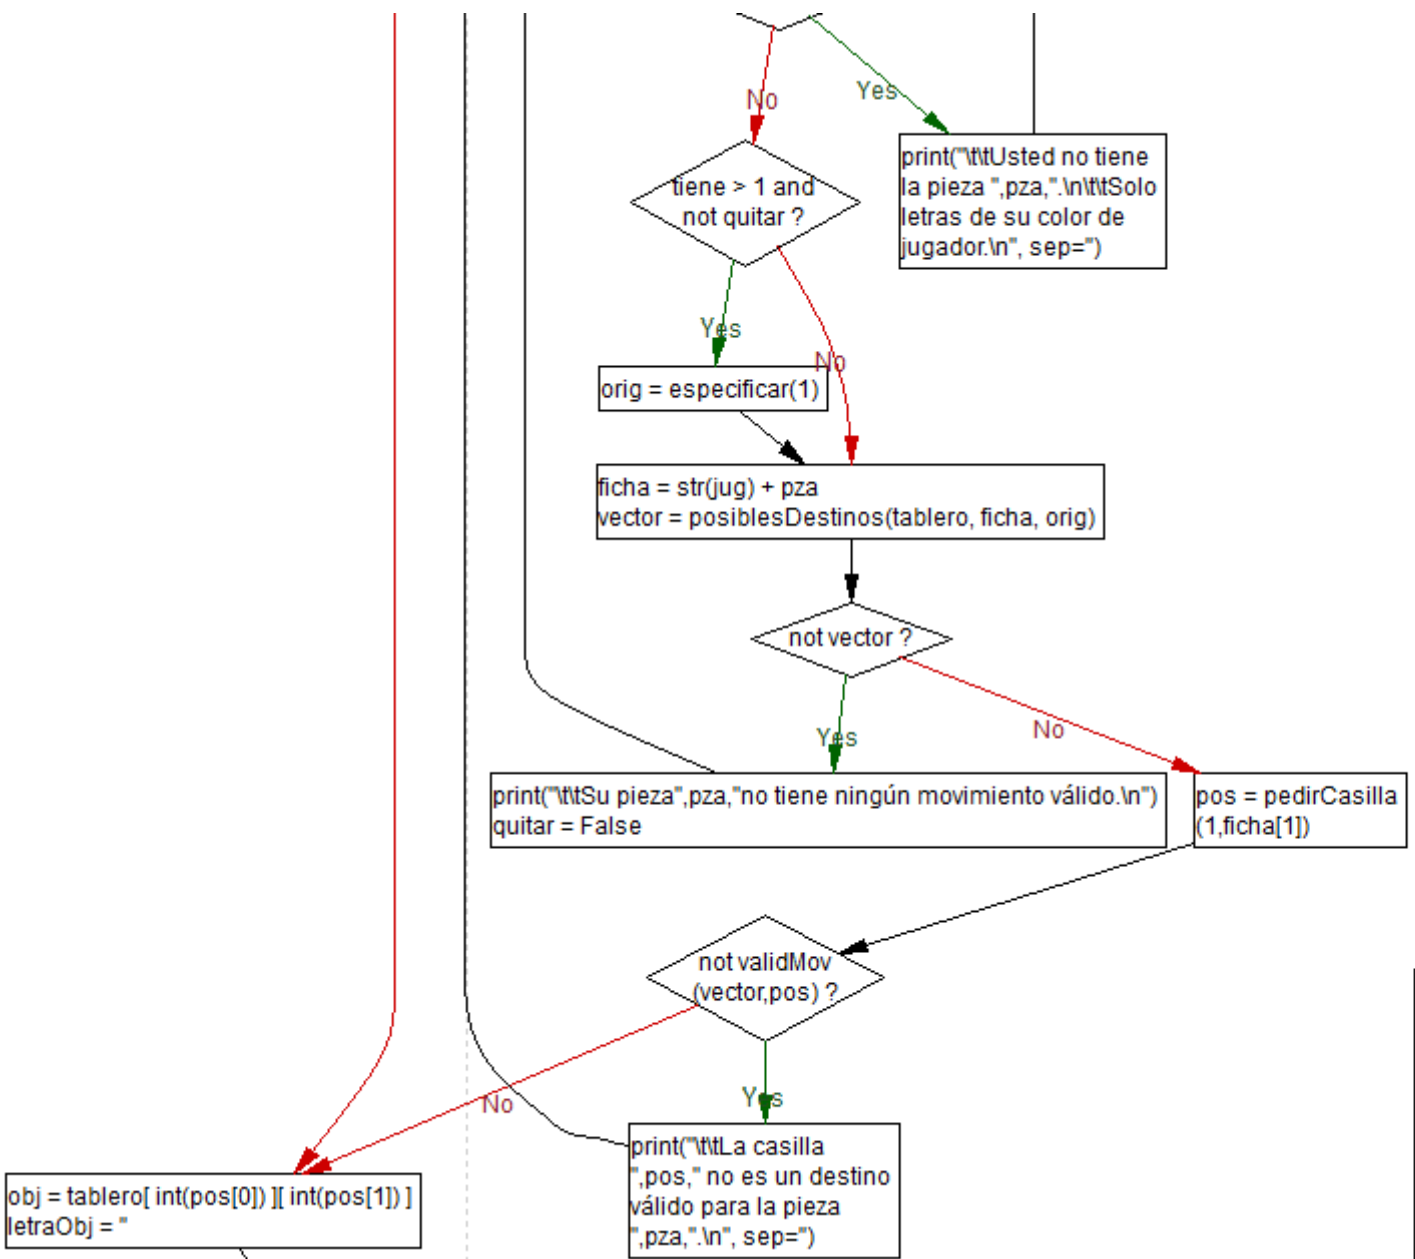 No
Yes
print("\t\tUsted no tiene
la pieza ",pza,".\n\t\tSolo
letras de su color de
jugador.\n", sep='')
tiene > 1 and
not quitar ?
Yes
No
orig = especificar(1)
ficha = str(jug) + pza
vector = posiblesDestinos(tablero, ficha, orig)
not vector ?
Yes
No
print("\t\tSu pieza",pza,"no tiene ningún movimiento válido.\n")
quitar = False
pos = pedirCasilla
(1,ficha[1])
not validMov
(vector,pos) ?
No
Yes
print("\t\tLa casilla
",pos," no es un destino
válido para la pieza
",pza,".\n", sep='')
obj = tablero[ int(pos[0]) ][ int(pos[1]) ]
letraObj = ''